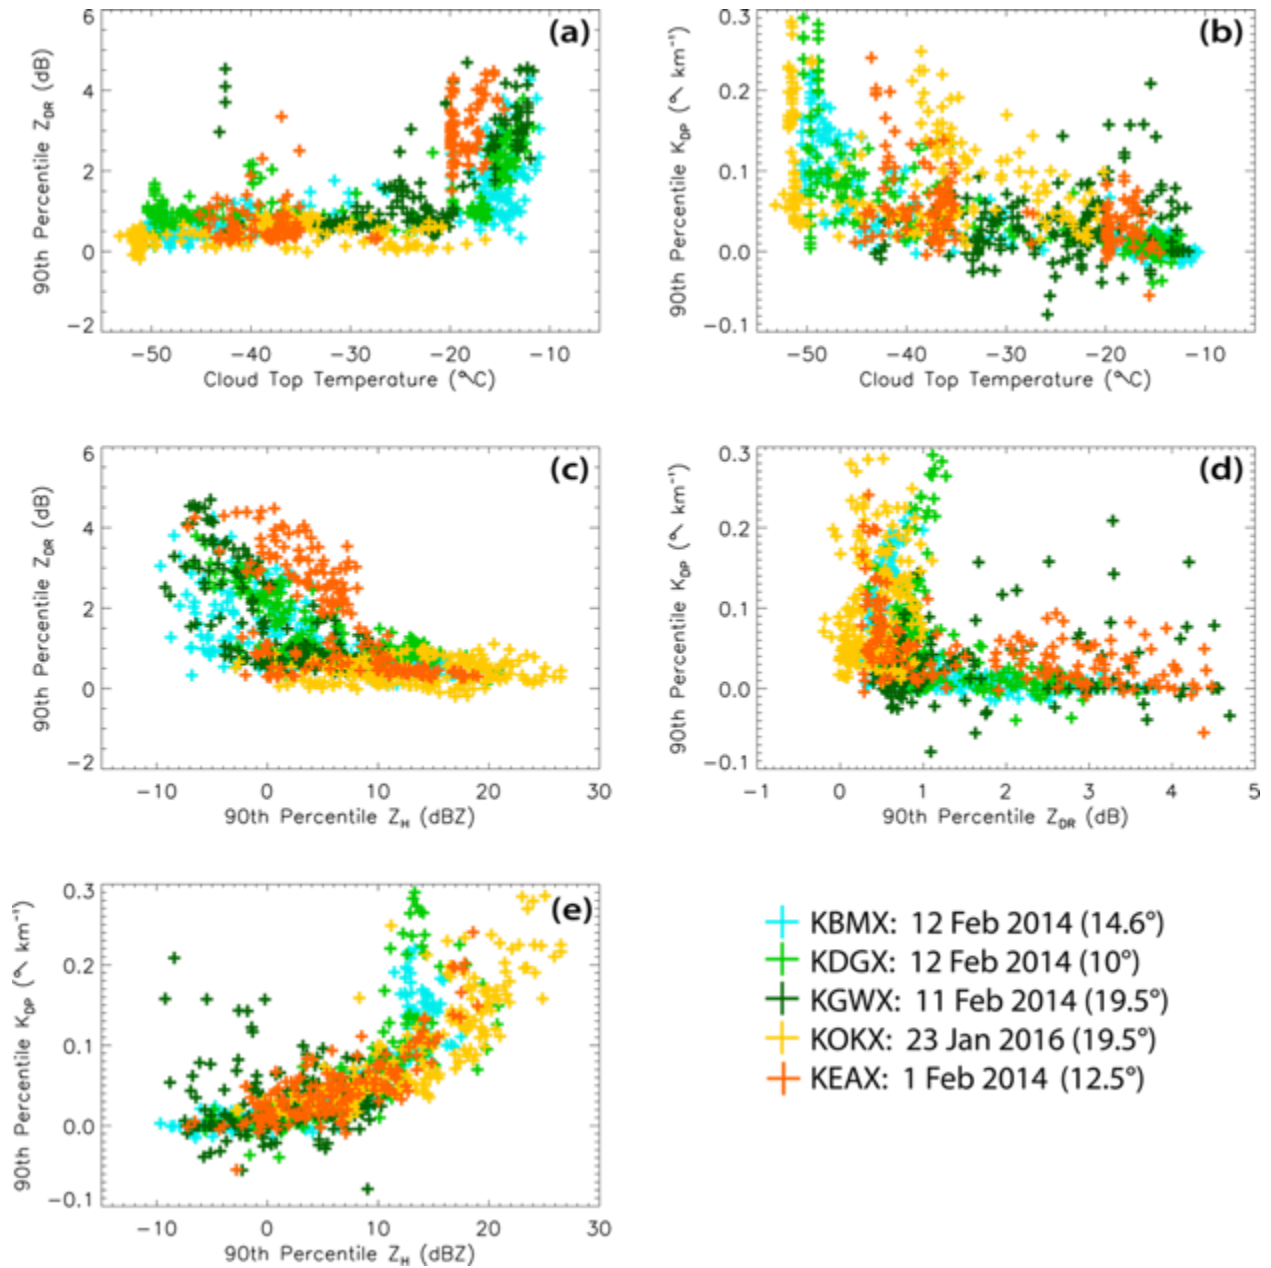 (a)
90th Percentile Z_DR (dB)
6
4
2
0
−2
−50 −40 −30 −20 −10
Cloud Top Temperature (°C)
(b)
90th Percentile K_DP (° km⁻¹)
0.3
0.2
0.1
0.0
−0.1
−50 −40 −30 −20 −10
Cloud Top Temperature (°C)
(c)
90th Percentile Z_DR (dB)
6
4
2
0
−2
−10 0 10 20 30
90th Percentile Z_H (dBZ)
(d)
90th Percentile K_DP (° km⁻¹)
0.3
0.2
0.1
0.0
−0.1
−1 0 1 2 3 4 5
90th Percentile Z_DR (dB)
(e)
90th Percentile K_DP (° km⁻¹)
0.3
0.2
0.1
0.0
−0.1
−10 0 10 20 30
90th Percentile Z_H (dBZ)
KBMX: 12 Feb 2014 (14.6°)
KDGX: 12 Feb 2014 (10°)
KGWX: 11 Feb 2014 (19.5°)
KOKX: 23 Jan 2016 (19.5°)
KEAX: 1 Feb 2014 (12.5°)